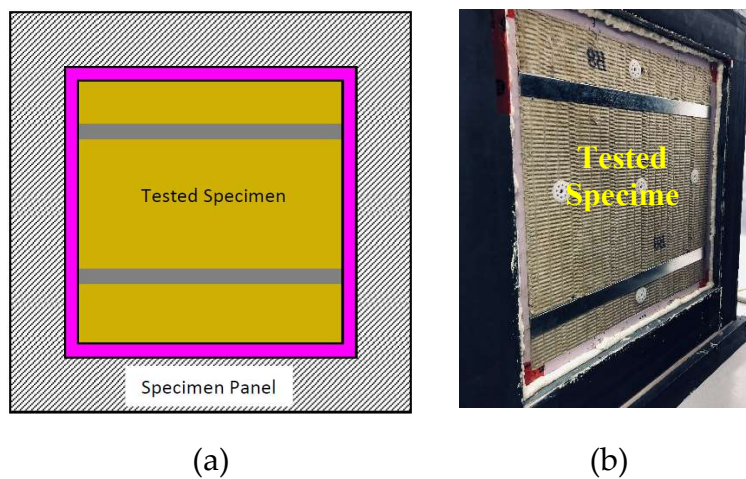 Tested Specimen
Specimen Panel
Tested
Specime
(a)
(b)